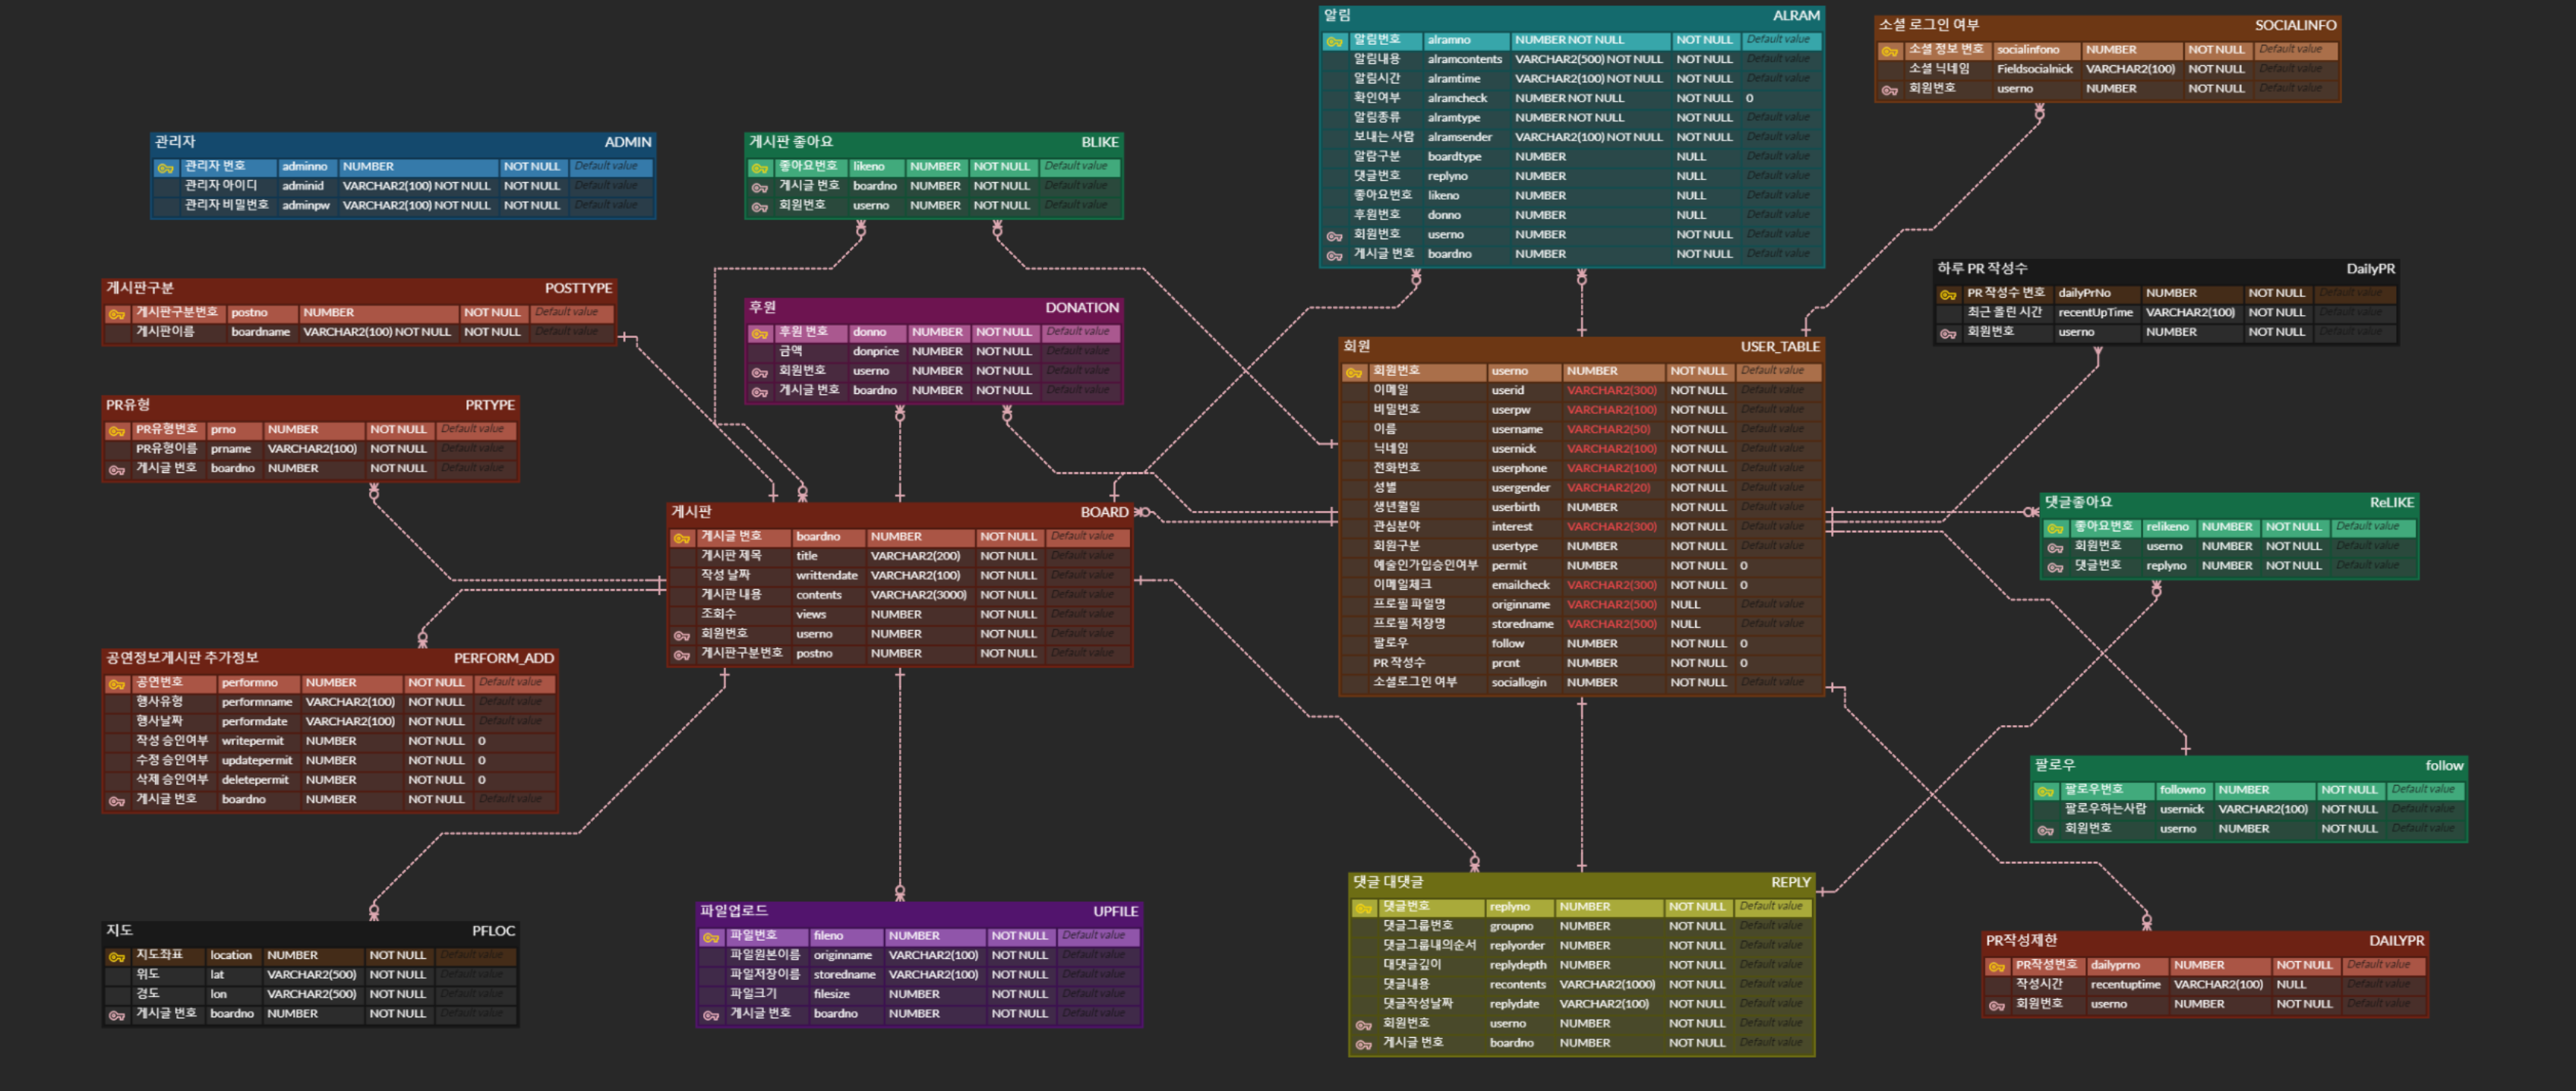 관리자 ADMIN
관리자 번호 adminno NUMBER NOT NULL Default value
관리자 아이디 adminid VARCHAR2(100) NOT NULL NOT NULL Default value
관리자 비밀번호 adminpw VARCHAR2(100) NOT NULL NOT NULL Default value
게시판 좋아요 BLIKE
좋아요번호 likeno NUMBER NOT NULL Default value
게시글 번호 boardno NUMBER NOT NULL Default value
회원번호 userno NUMBER NOT NULL Default value
알림 ALRAM
알림번호 alramno NUMBER NOT NULL NOT NULL Default value
알림내용 alramcontents VARCHAR2(500) NOT NULL NOT NULL Default value
알림시간 alramtime VARCHAR2(100) NOT NULL NOT NULL Default value
확인여부 alramcheck NUMBER NOT NULL NOT NULL 0
알림종류 alramtype NUMBER NOT NULL NOT NULL Default value
보내는 사람 alramsender VARCHAR2(100) NOT NULL NOT NULL Default value
알람구분 boardtype NUMBER NULL Default value
댓글번호 replyno NUMBER NULL Default value
좋아요번호 likeno NUMBER NULL Default value
후원번호 donno NUMBER NULL Default value
회원번호 userno NUMBER NOT NULL Default value
게시글 번호 boardno NUMBER NOT NULL Default value
소셜 로그인 여부 SOCIALINFO
소셜 정보 번호 socialinfono NUMBER NOT NULL Default value
소셜 닉네임 Fieldsocialnick VARCHAR2(100) NOT NULL Default value
회원번호 userno NUMBER NOT NULL Default value
게시판구분 POSTTYPE
게시판구분번호 postno NUMBER NOT NULL Default value
게시판이름 boardname VARCHAR2(100) NOT NULL NOT NULL Default value
후원 DONATION
후원 번호 donno NUMBER NOT NULL Default value
금액 donprice NUMBER NOT NULL Default value
회원번호 userno NUMBER NOT NULL Default value
게시글 번호 boardno NUMBER NOT NULL Default value
하루 PR 작성수 DailyPR
PR 작성수 번호 dailyPrNo NUMBER NOT NULL Default value
최근 올린 시간 recentUpTime VARCHAR2(100) NOT NULL Default value
회원번호 userno NUMBER NOT NULL Default value
PR유형 PRTYPE
PR유형번호 prno NUMBER NOT NULL Default value
PR유형이름 prname VARCHAR2(100) NOT NULL Default value
게시글 번호 boardno NUMBER NOT NULL Default value
회원 USER_TABLE
회원번호 userno NUMBER NOT NULL Default value
이메일 userid VARCHAR2(300) NOT NULL Default value
비밀번호 userpw VARCHAR2(100) NOT NULL Default value
이름 username VARCHAR2(50) NOT NULL Default value
닉네임 usernick VARCHAR2(100) NOT NULL Default value
전화번호 userphone VARCHAR2(100) NOT NULL Default value
성별 usergender VARCHAR2(20) NOT NULL Default value
생년월일 userbirth NUMBER NOT NULL Default value
관심분야 interest VARCHAR2(300) NOT NULL Default value
회원구분 usertype NUMBER NOT NULL Default value
예술인가입승인여부 permit NUMBER NOT NULL 0
이메일체크 emailcheck VARCHAR2(300) NOT NULL 0
프로필 파일명 originname VARCHAR2(500) NULL Default value
프로필 저장명 storedname VARCHAR2(500) NULL Default value
팔로우 follow NUMBER NOT NULL 0
PR 작성수 prcnt NUMBER NOT NULL 0
소셜로그인 여부 sociallogin NUMBER NOT NULL Default value
게시판 BOARD
게시글 번호 boardno NUMBER NOT NULL Default value
게시판 제목 title VARCHAR2(200) NOT NULL Default value
작성 날짜 writtendate VARCHAR2(100) NOT NULL Default value
게시판 내용 contents VARCHAR2(3000) NOT NULL Default value
조회수 views NUMBER NOT NULL Default value
회원번호 userno NUMBER NOT NULL Default value
게시판구분번호 postno NUMBER NOT NULL Default value
댓글좋아요 ReLIKE
좋아요번호 relikeno NUMBER NOT NULL Default value
회원번호 userno NUMBER NOT NULL Default value
댓글번호 replyno NUMBER NOT NULL Default value
공연정보게시판 추가정보 PERFORM_ADD
공연번호 performno NUMBER NOT NULL Default value
행사유형 performname VARCHAR2(100) NOT NULL Default value
행사날짜 performdate VARCHAR2(100) NOT NULL Default value
작성 승인여부 writepermit NUMBER NOT NULL 0
수정 승인여부 updatepermit NUMBER NOT NULL 0
삭제 승인여부 deletepermit NUMBER NOT NULL 0
게시글 번호 boardno NUMBER NOT NULL Default value
팔로우 follow
팔로우번호 followno NUMBER NOT NULL Default value
팔로우하는사람 usernick VARCHAR2(100) NOT NULL Default value
회원번호 userno NUMBER NOT NULL Default value
지도 PFLOC
지도좌표 location NUMBER NOT NULL Default value
위도 lat VARCHAR2(500) NOT NULL Default value
경도 lon VARCHAR2(500) NOT NULL Default value
게시글 번호 boardno NUMBER NOT NULL Default value
파일업로드 UPFILE
파일번호 fileno NUMBER NOT NULL Default value
파일원본이름 originname VARCHAR2(100) NOT NULL Default value
파일저장이름 storedname VARCHAR2(100) NOT NULL Default value
파일크기 filesize NUMBER NOT NULL Default value
게시글 번호 boardno NUMBER NOT NULL Default value
댓글 대댓글 REPLY
댓글번호 replyno NUMBER NOT NULL Default value
댓글그룹번호 groupno NUMBER NOT NULL Default value
댓글그룹내의순서 replyorder NUMBER NOT NULL Default value
대댓글깊이 replydepth NUMBER NOT NULL Default value
댓글내용 recontents VARCHAR2(1000) NOT NULL Default value
댓글작성날짜 replydate VARCHAR2(100) NOT NULL Default value
회원번호 userno NUMBER NOT NULL Default value
게시글 번호 boardno NUMBER NOT NULL Default value
PR작성제한 DAILYPR
PR작성번호 dailyprno NUMBER NOT NULL Default value
작성시간 recentuptime VARCHAR2(100) NULL Default value
회원번호 userno NUMBER NOT NULL Default value